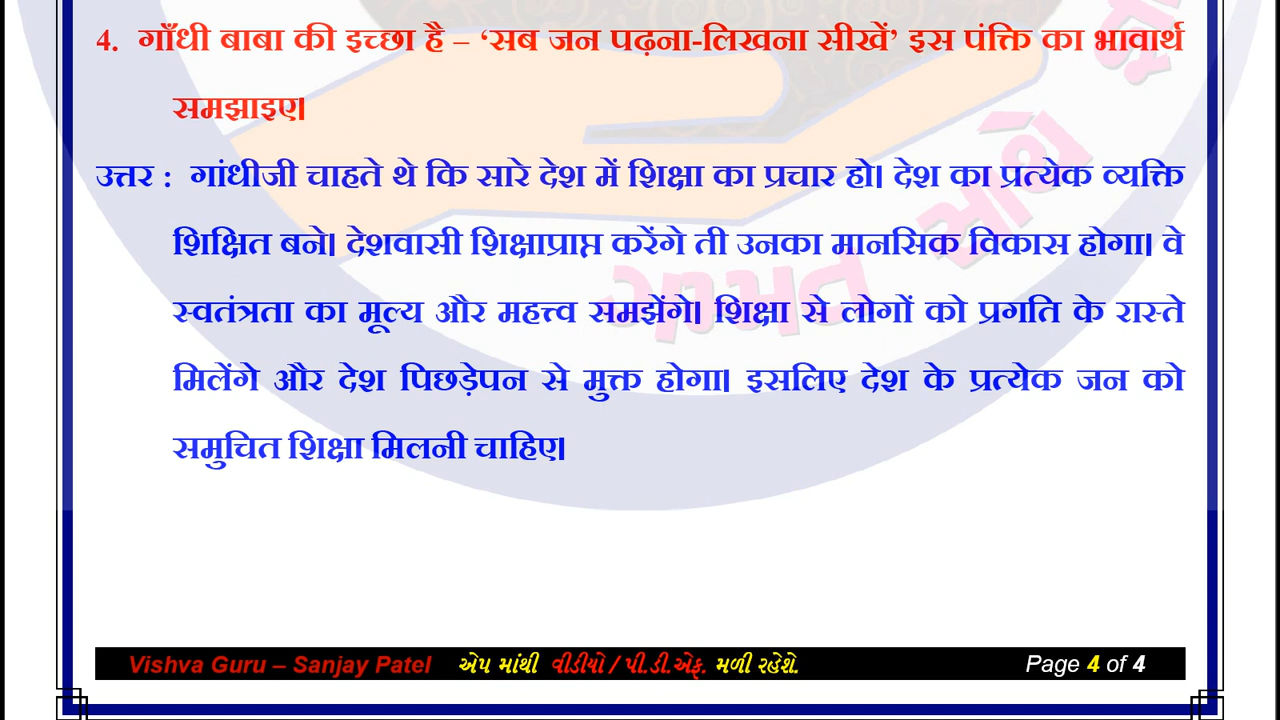 4. गाँधी बाबा की इच्छा है – ‘सब जन पढ़ना-लिखना सीखें’ इस पंक्ति का भावार्थ
समझाइए।
उत्तर : गांधीजी चाहते थे कि सारे देश में शिक्षा का प्रचार हो। देश का प्रत्येक व्यक्ति
शिक्षित बने। देशवासी शिक्षाप्राप्त करेंगे ती उनका मानसिक विकास होगा। वे
स्वतंत्रता का मूल्य और महत्त्व समझेंगे। शिक्षा से लोगों को प्रगति के रास्ते
मिलेंगे और देश पिछड़ेपन से मुक्त होगा। इसलिए देश के प्रत्येक जन को
समुचित शिक्षा मिलनी चाहिए।
સાથે
ગમ્મત
Vishva Guru – Sanjay Patel એપ માંથી વીડીયો / પી.ડી.એફ. મળી રહેશે. Page 4 of 4